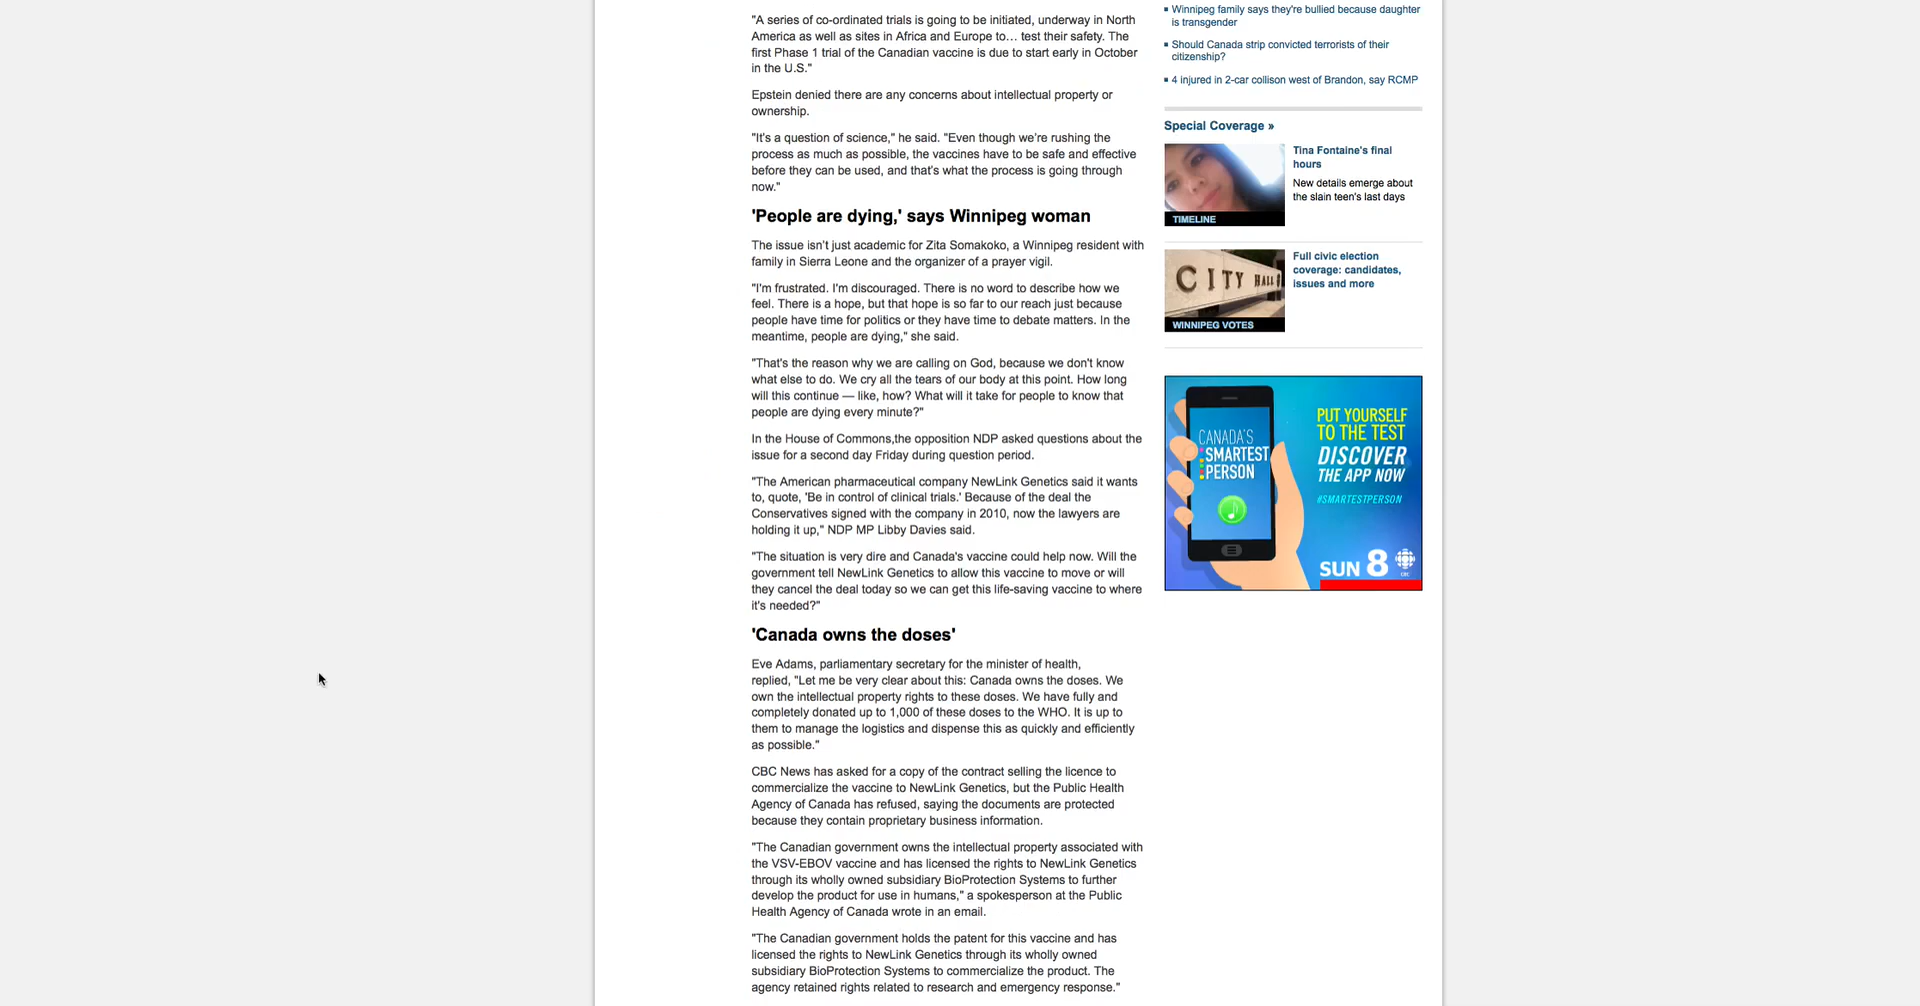 "A series of co-ordinated trials is going to be initiated, underway in North
America as well as sites in Africa and Europe to… test their safety. The
first Phase 1 trial of the Canadian vaccine is due to start early in October
in the U.S."
Epstein denied there are any concerns about intellectual property or
ownership.
"It's a question of science," he said. "Even though we're rushing the
process as much as possible, the vaccines have to be safe and effective
before they can be used, and that's what the process is going through
now."
'People are dying,' says Winnipeg woman
The issue isn't just academic for Zita Somakoko, a Winnipeg resident with
family in Sierra Leone and the organizer of a prayer vigil.
"I'm frustrated. I'm discouraged. There is no word to describe how we
feel. There is a hope, but that hope is so far to our reach just because
people have time for politics or they have time to debate matters. In the
meantime, people are dying," she said.
"That's the reason why we are calling on God, because we don't know
what else to do. We cry all the tears of our body at this point. How long
will this continue — like, how? What will it take for people to know that
people are dying every minute?"
In the House of Commons,the opposition NDP asked questions about the
issue for a second day Friday during question period.
"The American pharmaceutical company NewLink Genetics said it wants
to, quote, 'Be in control of clinical trials.' Because of the deal the
Conservatives signed with the company in 2010, now the lawyers are
holding it up," NDP MP Libby Davies said.
"The situation is very dire and Canada's vaccine could help now. Will the
government tell NewLink Genetics to allow this vaccine to move or will
they cancel the deal today so we can get this life-saving vaccine to where
it's needed?"
'Canada owns the doses'
Eve Adams, parliamentary secretary for the minister of health,
replied, "Let me be very clear about this: Canada owns the doses. We
own the intellectual property rights to these doses. We have fully and
completely donated up to 1,000 of these doses to the WHO. It is up to
them to manage the logistics and dispense this as quickly and efficiently
as possible."
CBC News has asked for a copy of the contract selling the licence to
commercialize the vaccine to NewLink Genetics, but the Public Health
Agency of Canada has refused, saying the documents are protected
because they contain proprietary business information.
"The Canadian government owns the intellectual property associated with
the VSV-EBOV vaccine and has licensed the rights to NewLink Genetics
through its wholly owned subsidiary BioProtection Systems to further
develop the product for use in humans," a spokesperson at the Public
Health Agency of Canada wrote in an email.
"The Canadian government holds the patent for this vaccine and has
licensed the rights to NewLink Genetics through its wholly owned
subsidiary BioProtection Systems to commercialize the product. The
agency retained rights related to research and emergency response."
Winnipeg family says they're bullied because daughter
is transgender
Should Canada strip convicted terrorists of their
citizenship?
4 injured in 2-car collison west of Brandon, say RCMP
Special Coverage »
TIMELINE
Tina Fontaine's final
hours
New details emerge about
the slain teen's last days
CITY HALL
WINNIPEG VOTES
Full civic election
coverage: candidates,
issues and more
CANADA'S
SMARTEST
PERSON
PUT YOURSELF
TO THE TEST
DISCOVER
THE APP NOW
#SMARTESTPERSON
SUN 8
CBC